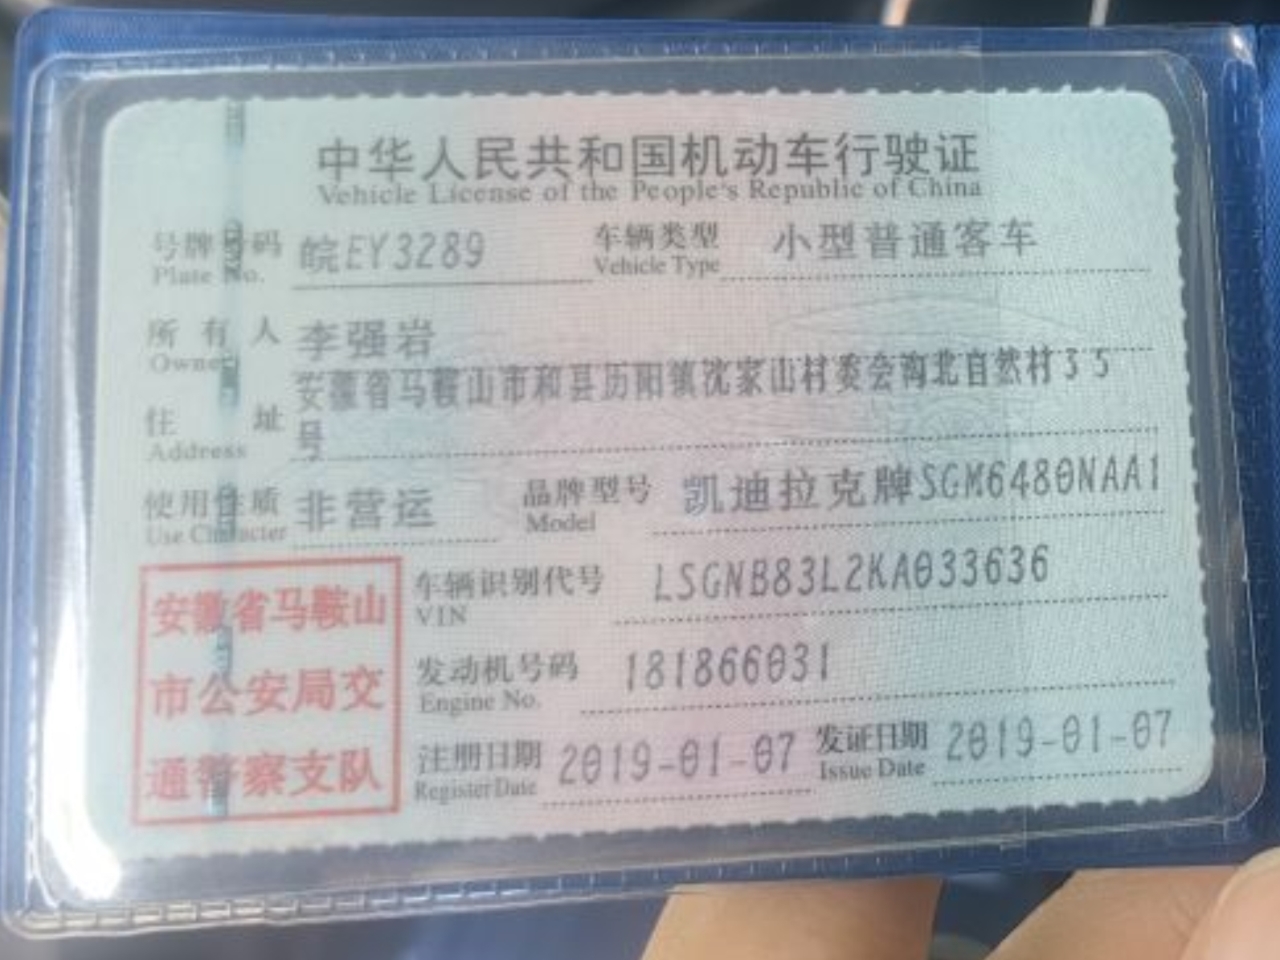 中华人民共和国机动车行驶证
Vehicle License of the People's Republic of China
号牌号码 皖EY3289 车辆类型 小型普通客车
Plate No. Vehicle Type
所有人 李强岩
Owner
安徽省马鞍山市和县历阳镇沈家山村委会沟北自然村35
住址 号
Address
使用性质 非营运 品牌型号 凯迪拉克牌SGM6480NAA1
Use Character Model
车辆识别代号 LSGNB83L2KA033636
VIN
发动机号码 181866031
Engine No.
注册日期 2019-01-07 发证日期 2019-01-07
Register Date Issue Date
安徽省马鞍山
市公安局交
通警察支队